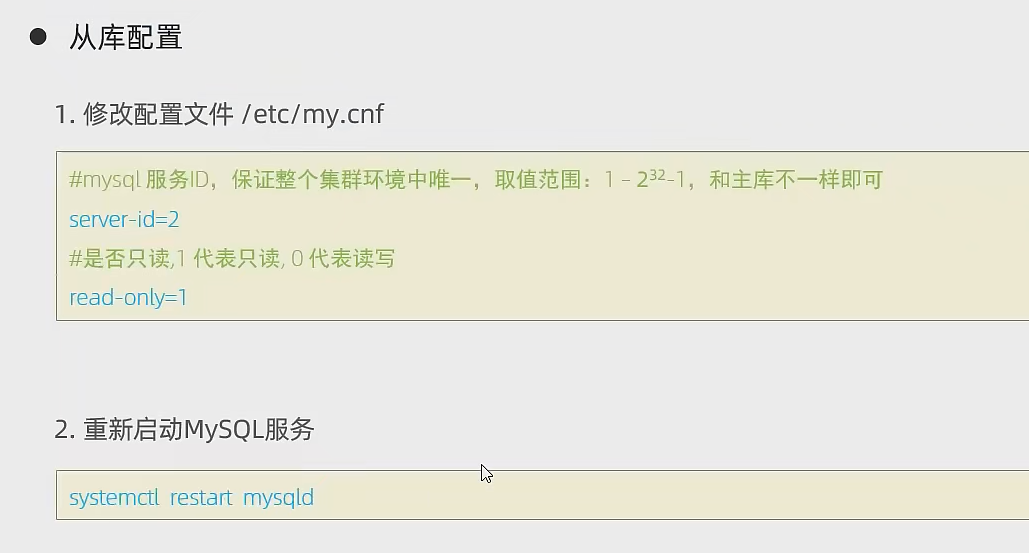 ● 从库配置
1. 修改配置文件 /etc/my.cnf
#mysql 服务ID，保证整个集群环境中唯一，取值范围：1 – 2³²-1，和主库不一样即可
server-id=2
#是否只读,1 代表只读, 0 代表读写
read-only=1
2. 重新启动MySQL服务
systemctl restart mysqld